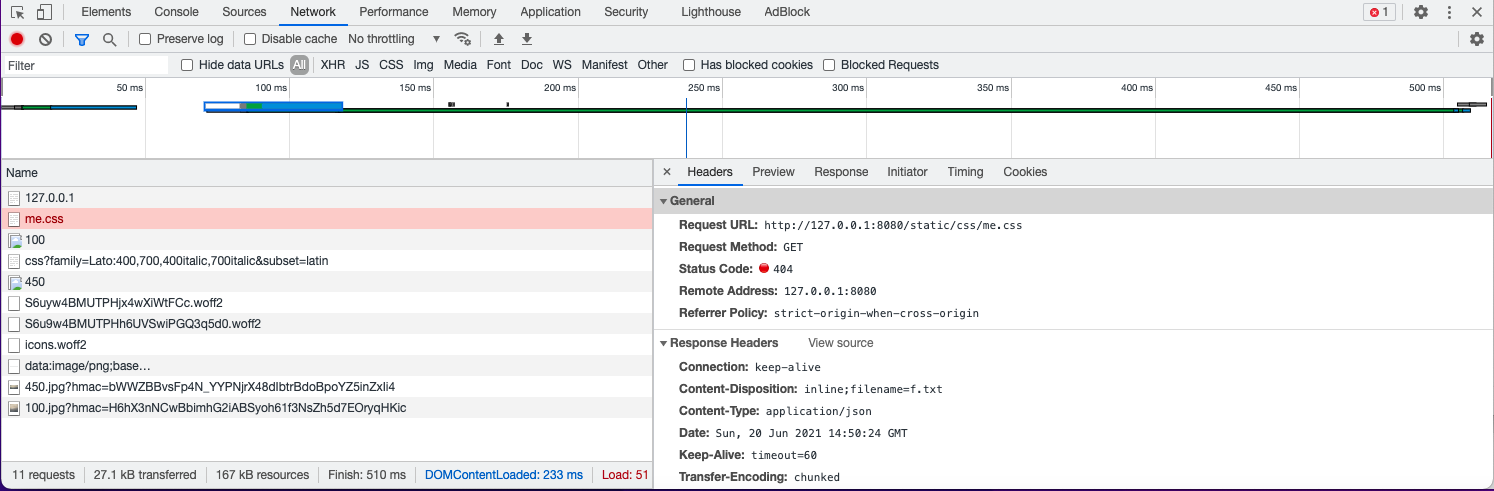 Elements Console Sources Network Performance Memory Application Security Lighthouse AdBlock 1
Preserve log Disable cache No throttling
Filter Hide data URLs All XHR JS CSS Img Media Font Doc WS Manifest Other Has blocked cookies Blocked Requests
50 ms 100 ms 150 ms 200 ms 250 ms 300 ms 350 ms 400 ms 450 ms 500 ms
Name
127.0.0.1
me.css
100
css?family=Lato:400,700,400italic,700italic&subset=latin
450
S6uyw4BMUTPHjx4wXiWtFCc.woff2
S6u9w4BMUTPHh6UVSwiPGQ3q5d0.woff2
icons.woff2
data:image/png;base…
450.jpg?hmac=bWWZBBvsFp4N_YYPNjrX48dIbtrBdoBpoYZ5inZxli4
100.jpg?hmac=H6hX3nNCwBbimhG2iABSyoh61f3NsZh5d7EOryqHKic
11 requests 27.1 kB transferred 167 kB resources Finish: 510 ms DOMContentLoaded: 233 ms Load: 51
× Headers Preview Response Initiator Timing Cookies
General
Request URL: http://127.0.0.1:8080/static/css/me.css
Request Method: GET
Status Code: 404
Remote Address: 127.0.0.1:8080
Referrer Policy: strict-origin-when-cross-origin
Response Headers View source
Connection: keep-alive
Content-Disposition: inline;filename=f.txt
Content-Type: application/json
Date: Sun, 20 Jun 2021 14:50:24 GMT
Keep-Alive: timeout=60
Transfer-Encoding: chunked